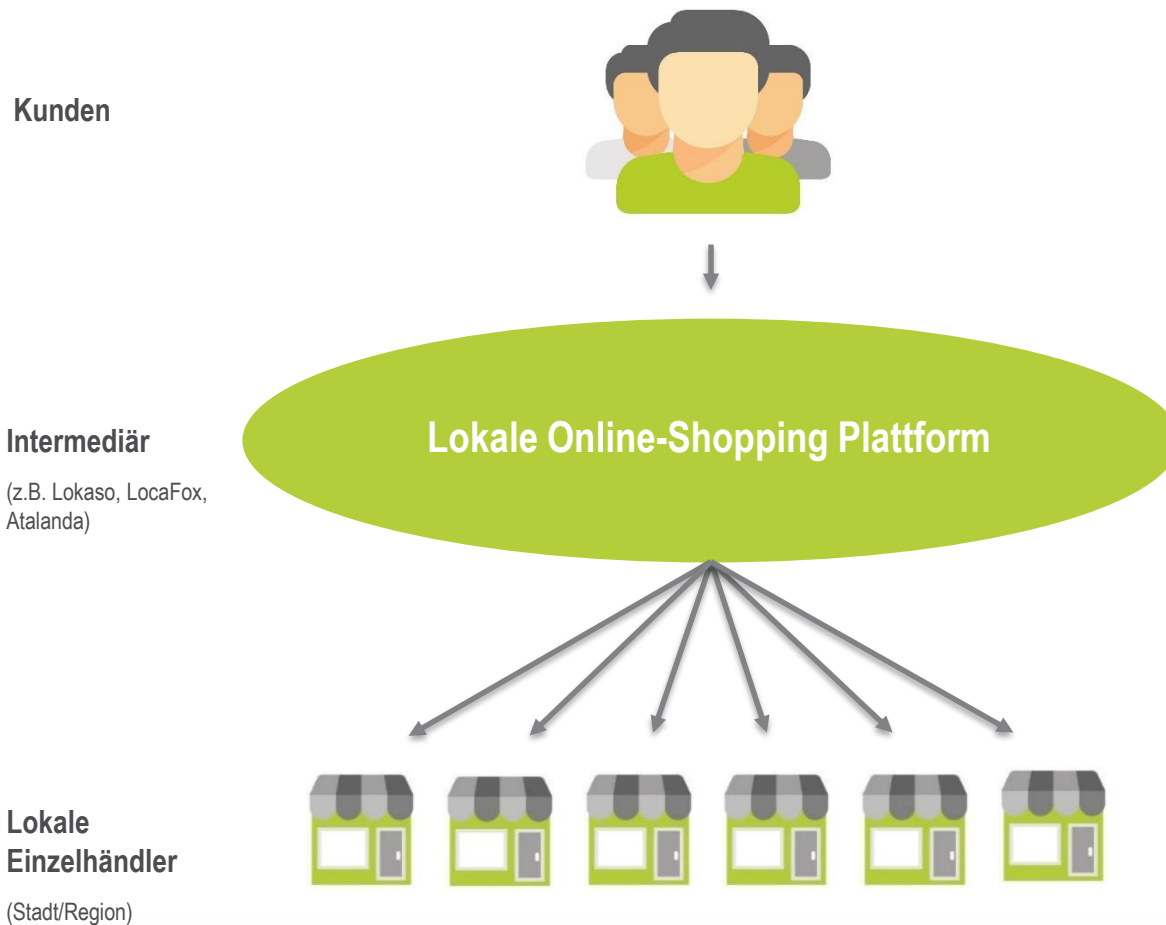 Kunden
Lokale Online-Shopping Plattform
Intermediär
(z.B. Lokaso, LocaFox,
Atalanda)
Lokale
Einzelhändler
(Stadt/Region)